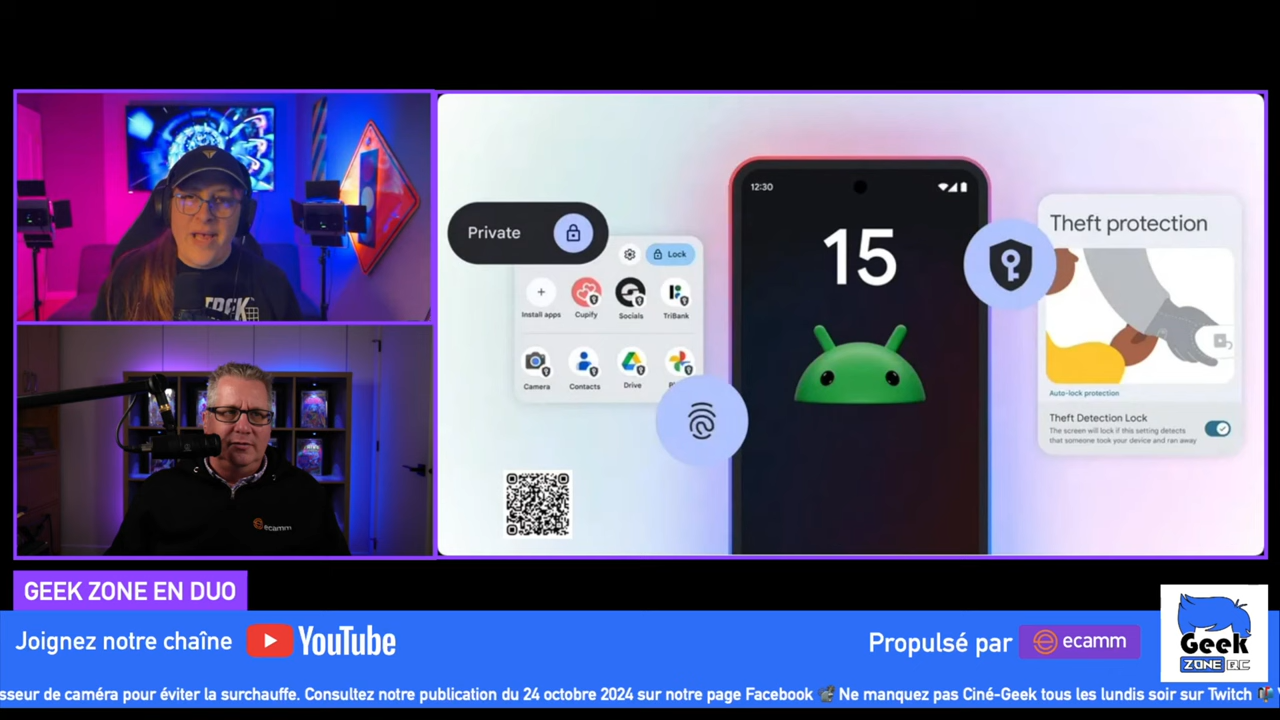 12:30
Private
Lock
Install apps
Cupify
Socials
TriBank
Camera
Contacts
Drive
15
Theft protection
Auto-lock protection
Theft Detection Lock
The screen will lock if this setting detects
that someone took your device and ran away
ecamm
GEEK ZONE EN DUO
Joignez notre chaîne
YouTube
Propulsé par
ecamm
Geek
ZONE QC
sseur de caméra pour éviter la surchauffe. Consultez notre publication du 24 octobre 2024 sur notre page Facebook 📽️ Ne manquez pas Ciné-Geek tous les lundis soir sur Twitch